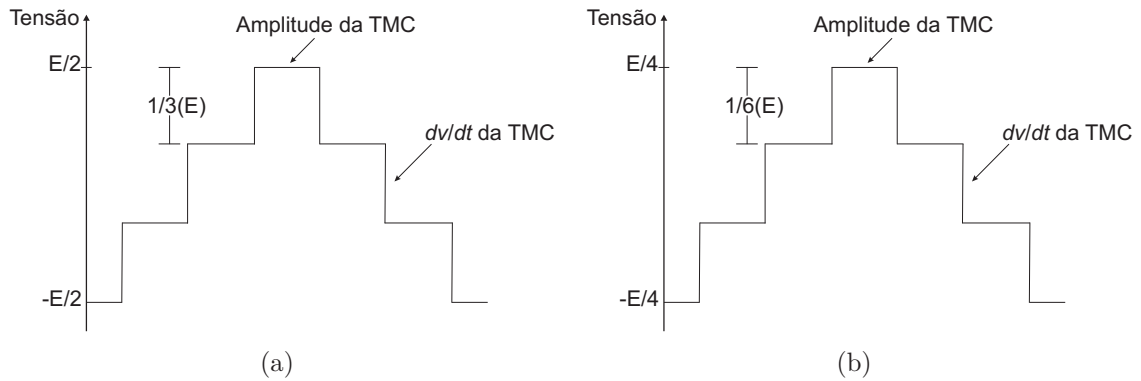 Tensão
Amplitude da TMC
E/2
1/3(E)
dv/dt da TMC
-E/2
(a)
Tensão
Amplitude da TMC
E/4
1/6(E)
dv/dt da TMC
-E/4
(b)